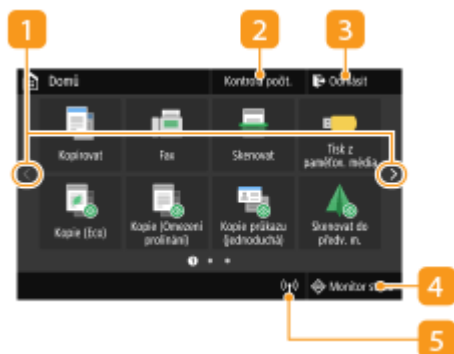 1
2
3
Domů
Kontrola počt.
Odhlásit
Kopírovat
Fax
Skenovat
Tisk z
paměťov. média
Kopie (Eco)
Kopie (Omezení
prolínání)
Kopie průkazu
(jednoduchá)
Skenovat do
předv. m.
1
Monitor
4
5